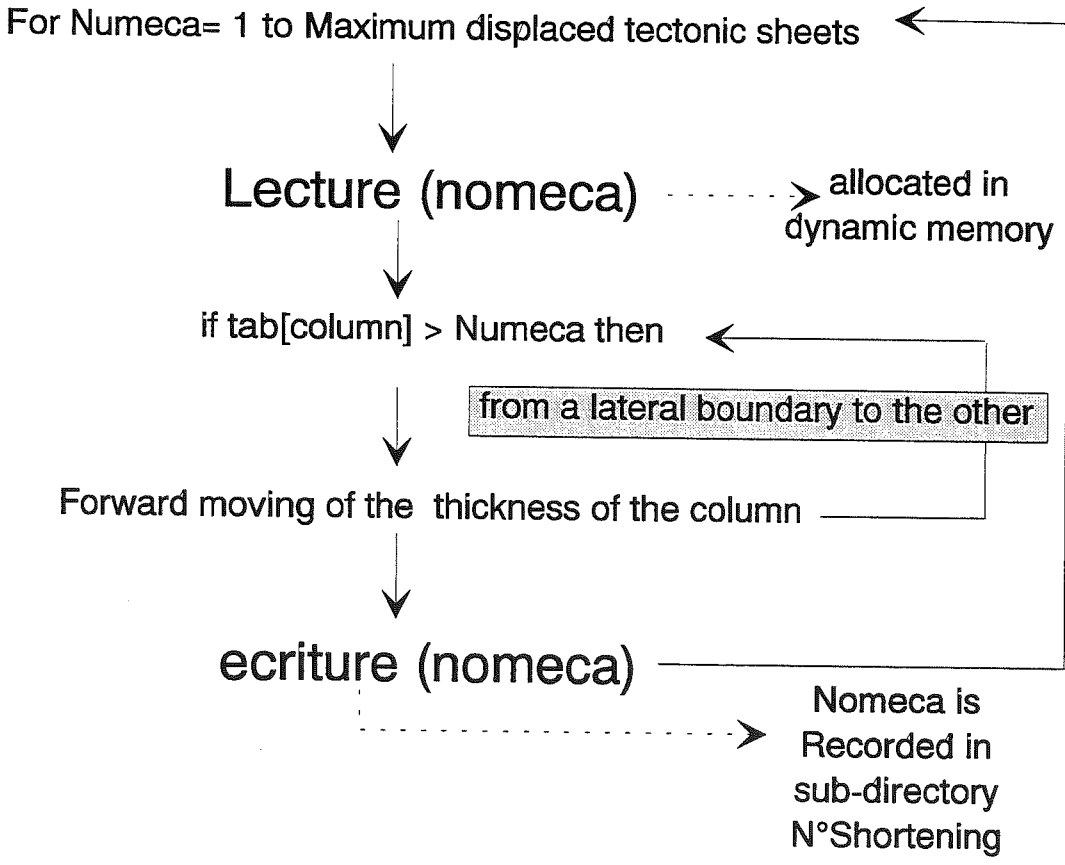 For Numeca= 1 to Maximum displaced tectonic sheets
Lecture (nomeca)
allocated in
dynamic memory
if tab[column] > Numeca then
from a lateral boundary to the other
Forward moving of the thickness of the column
ecriture (nomeca)
Nomeca is
Recorded in
sub-directory
N°Shortening